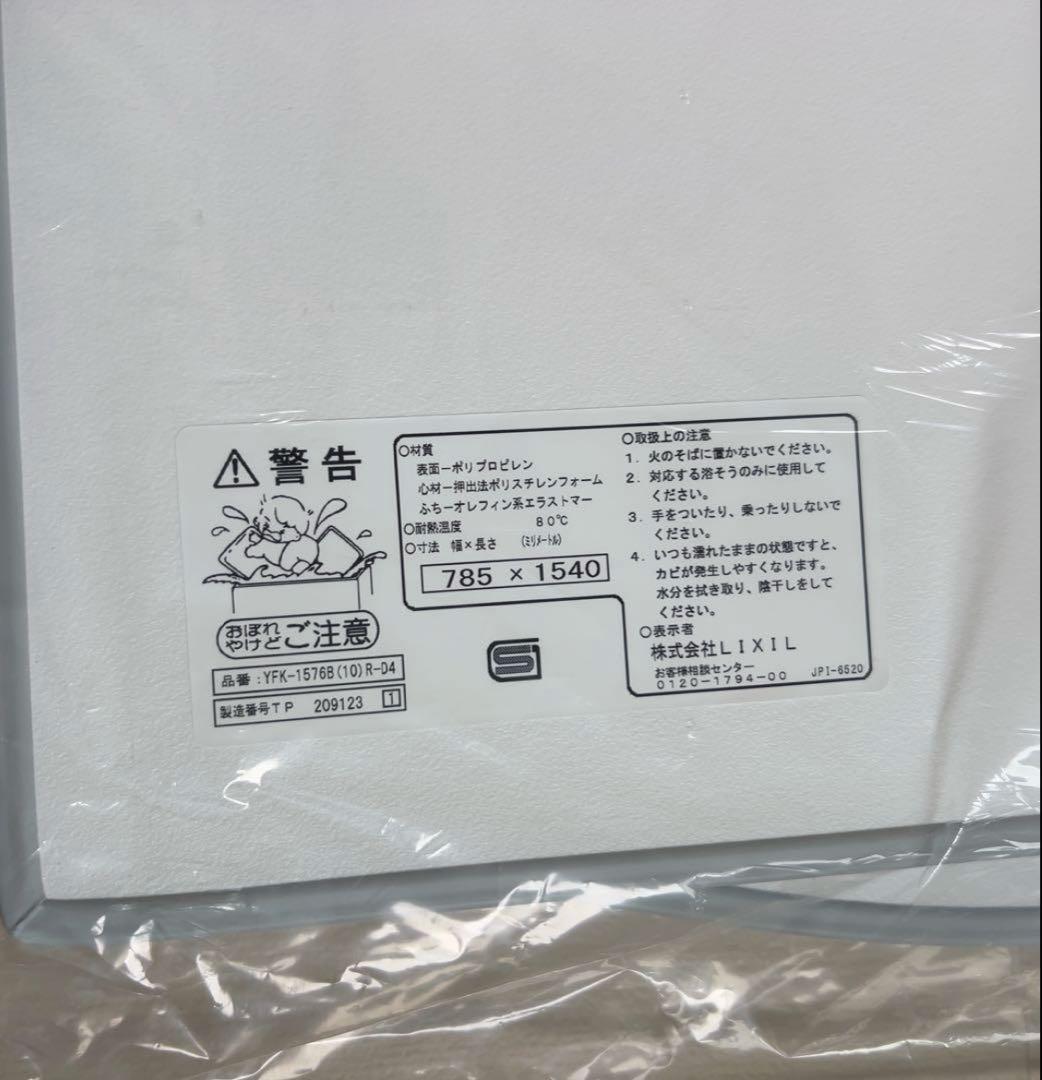 警告
おぼれ
やけど
ご注意
品番:YFK-1576B(10)R-D4
製造番号TP 209123 1
○材質
表面ーポリプロピレン
心材ー押出法ポリスチレンフォーム
ふちーオレフィン系エラストマー
○耐熱温度 80℃
○寸法 幅×長さ (ミリメートル)
785 × 1540
○取扱上の注意
1. 火のそばに置かないでください。
2. 対応する浴そうのみに使用して
ください。
3. 手をついたり、乗ったりしないで
ください。
4. いつも濡れたままの状態ですと、
カビが発生しやすくなります。
水分を拭き取り、陰干しをして
ください。
○表示者
株式会社LIXIL
お客様相談センター
0120-1794-00
JPI-6520